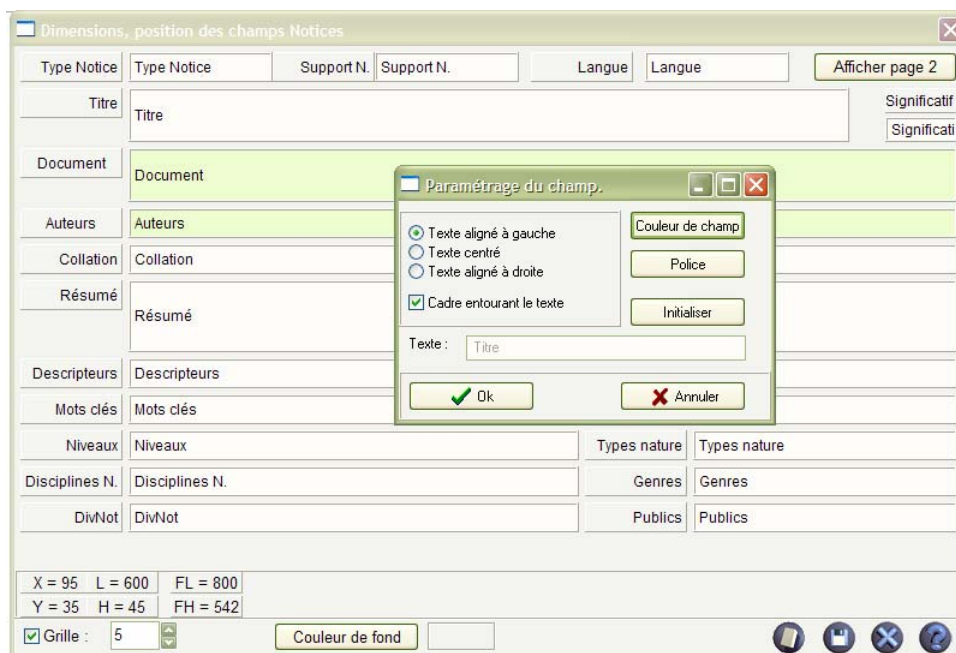 Dimensions, position des champs Notices
Type Notice Type Notice Support N. Support N. Langue Langue Afficher page 2
Titre Titre Significatif
Significati
Document Document
Paramétrage du champ.
Auteurs Auteurs
Texte aligné à gauche Couleur de champ
Texte centré
Collation Collation
Texte aligné à droite Police
Résumé Résumé
Cadre entourant le texte Initialiser
Texte : Titre
Descripteurs Descripteurs
Ok Annuler
Mots clés Mots clés
Niveaux Niveaux Types nature Types nature
Disciplines N. Disciplines N. Genres Genres
DivNot DivNot Publics Publics
X = 95 L = 600 FL = 800
Y = 35 H = 45 FH = 542
Grille : 5 Couleur de fond
?